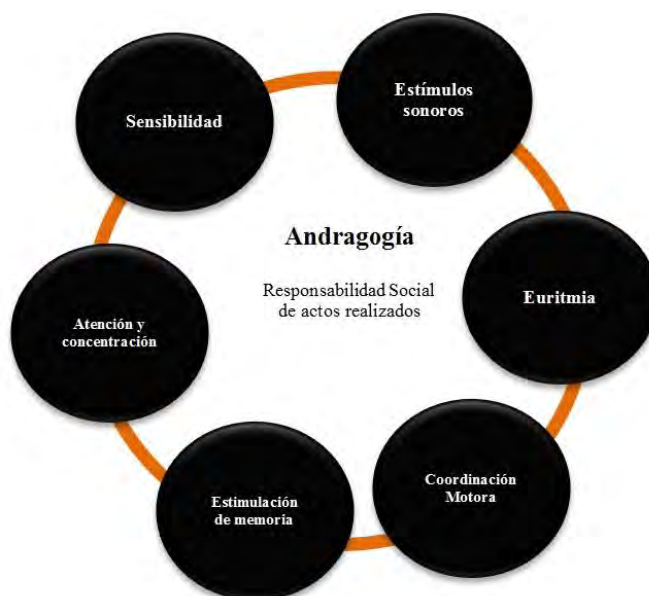 Estímulos
sonoros
Sensibilidad
Andragogía
Responsabilidad Social
de actos realizados
Euritmia
Atención y
concentración
Coordinación
Motora
Estimulación
de memoria